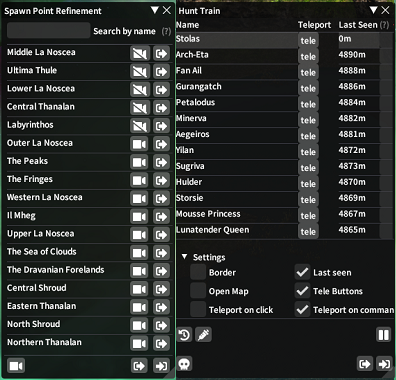 Spawn Point Refinement
Search by name (?)
Middle La Noscea
Ultima Thule
Lower La Noscea
Central Thanalan
Labyrinthos
Outer La Noscea
The Peaks
The Fringes
Western La Noscea
Il Mheg
Upper La Noscea
The Sea of Clouds
The Dravanian Forelands
Central Shroud
Eastern Thanalan
North Shroud
Northern Thanalan
Hunt Train
Name Teleport Last Seen (?)
Stolas tele 0m
Arch-Eta tele 4890m
Fan Ail tele 4888m
Gurangatch tele 4886m
Petalodus tele 4884m
Minerva tele 4882m
Aegeiros tele 4881m
Yilan tele 4872m
Sugriva tele 4873m
Hulder tele 4870m
Storsie tele 4869m
Mousse Princess tele 4867m
Lunatender Queen tele 4865m
Settings
Border Last seen
Open Map Tele Buttons
Teleport on click Teleport on comman